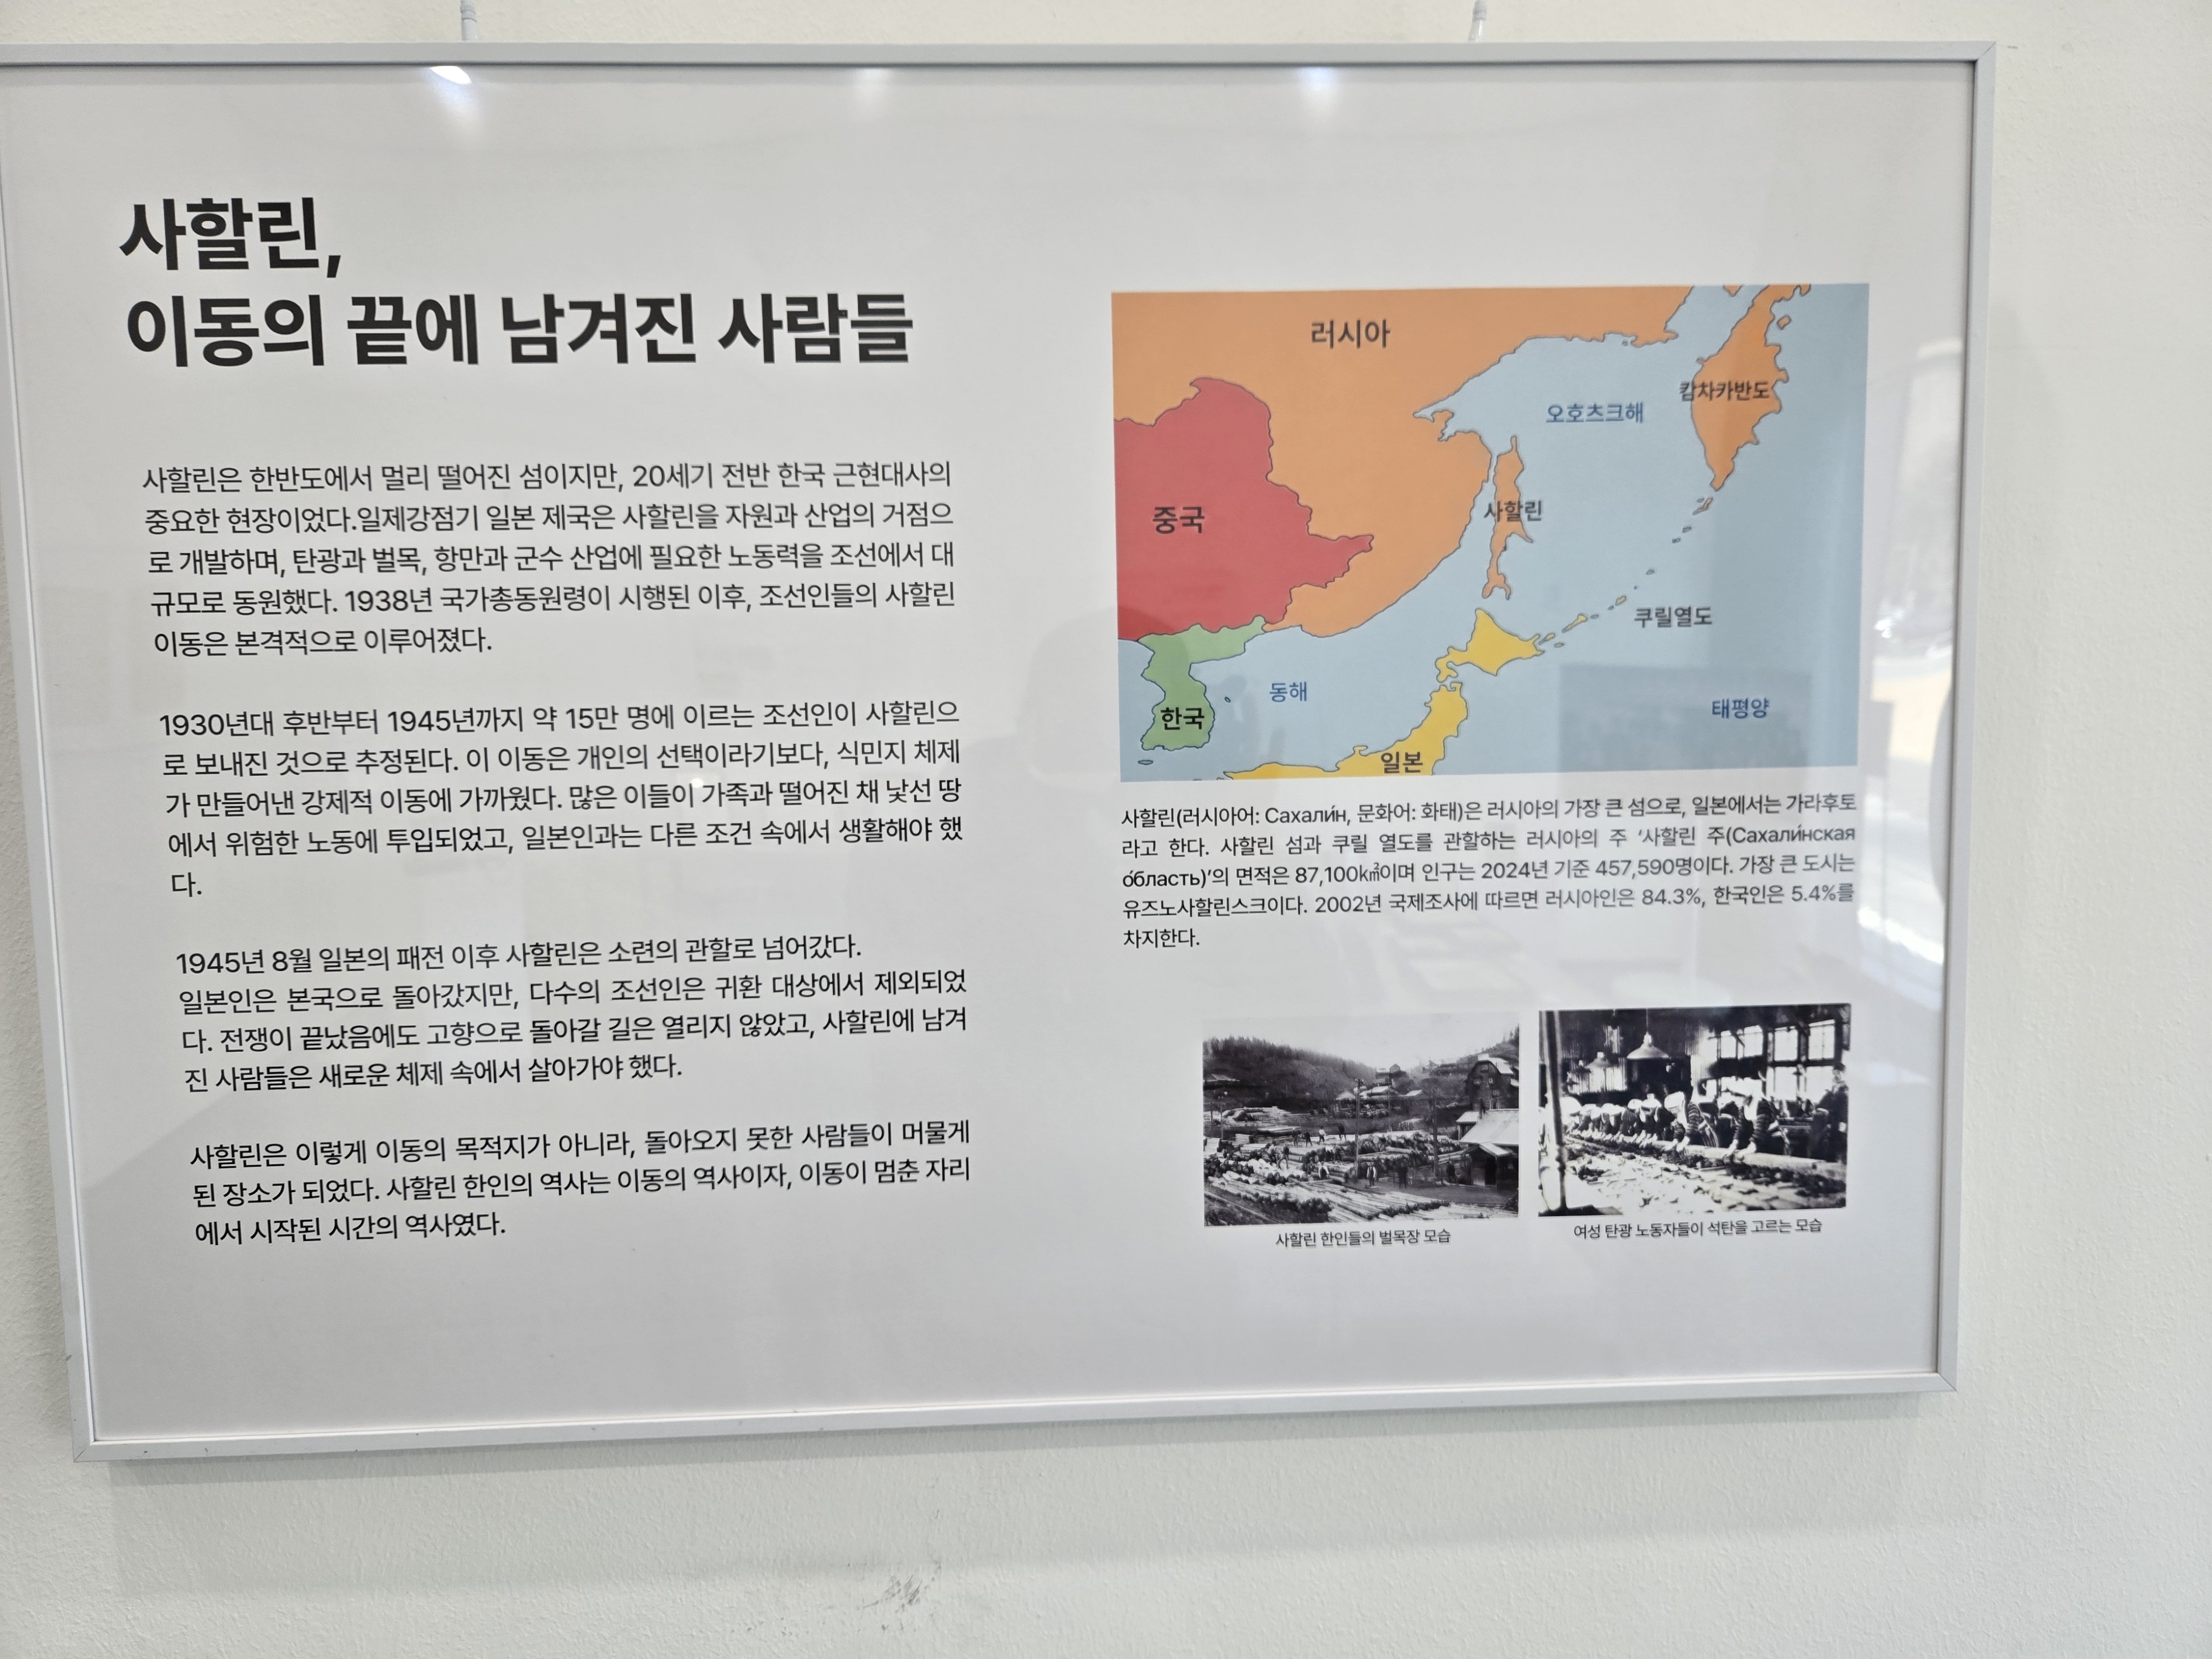 사할린,
이동의 끝에 남겨진 사람들
사할린은 한반도에서 멀리 떨어진 섬이지만, 20세기 전반 한국 근현대사의
중요한 현장이었다.일제강점기 일본 제국은 사할린을 자원과 산업의 거점으
로 개발하며, 탄광과 벌목, 항만과 군수 산업에 필요한 노동력을 조선에서 대
규모로 동원했다. 1938년 국가총동원령이 시행된 이후, 조선인들의 사할린
이동은 본격적으로 이루어졌다.
1930년대 후반부터 1945년까지 약 15만 명에 이르는 조선인이 사할린으
로 보내진 것으로 추정된다. 이 이동은 개인의 선택이라기보다, 식민지 체제
가 만들어낸 강제적 이동에 가까웠다. 많은 이들이 가족과 떨어진 채 낯선 땅
에서 위험한 노동에 투입되었고, 일본인과는 다른 조건 속에서 생활해야 했
다.
1945년 8월 일본의 패전 이후 사할린은 소련의 관할로 넘어갔다.
일본인은 본국으로 돌아갔지만, 다수의 조선인은 귀환 대상에서 제외되었
다. 전쟁이 끝났음에도 고향으로 돌아갈 길은 열리지 않았고, 사할린에 남겨
진 사람들은 새로운 체제 속에서 살아가야 했다.
사할린은 이렇게 이동의 목적지가 아니라, 돌아오지 못한 사람들이 머물게
된 장소가 되었다. 사할린 한인의 역사는 이동의 역사이자, 이동이 멈춘 자리
에서 시작된 시간의 역사였다.
러시아
캄차카반도
오호츠크해
사할린
중국
쿠릴열도
동해
태평양
한국
일본
사할린(러시아어: Сахали́н, 문화어: 화태)은 러시아의 가장 큰 섬으로, 일본에서는 가라후토
라고 한다. 사할린 섬과 쿠릴 열도를 관할하는 러시아의 주 ‘사할린 주(Сахали́нская
о́бласть)’의 면적은 87,100㎢이며 인구는 2024년 기준 457,590명이다. 가장 큰 도시는
유즈노사할린스크이다. 2002년 국제조사에 따르면 러시아인은 84.3%, 한국인은 5.4%를
차지한다.
사할린 한인들의 벌목장 모습
여성 탄광 노동자들이 석탄을 고르는 모습